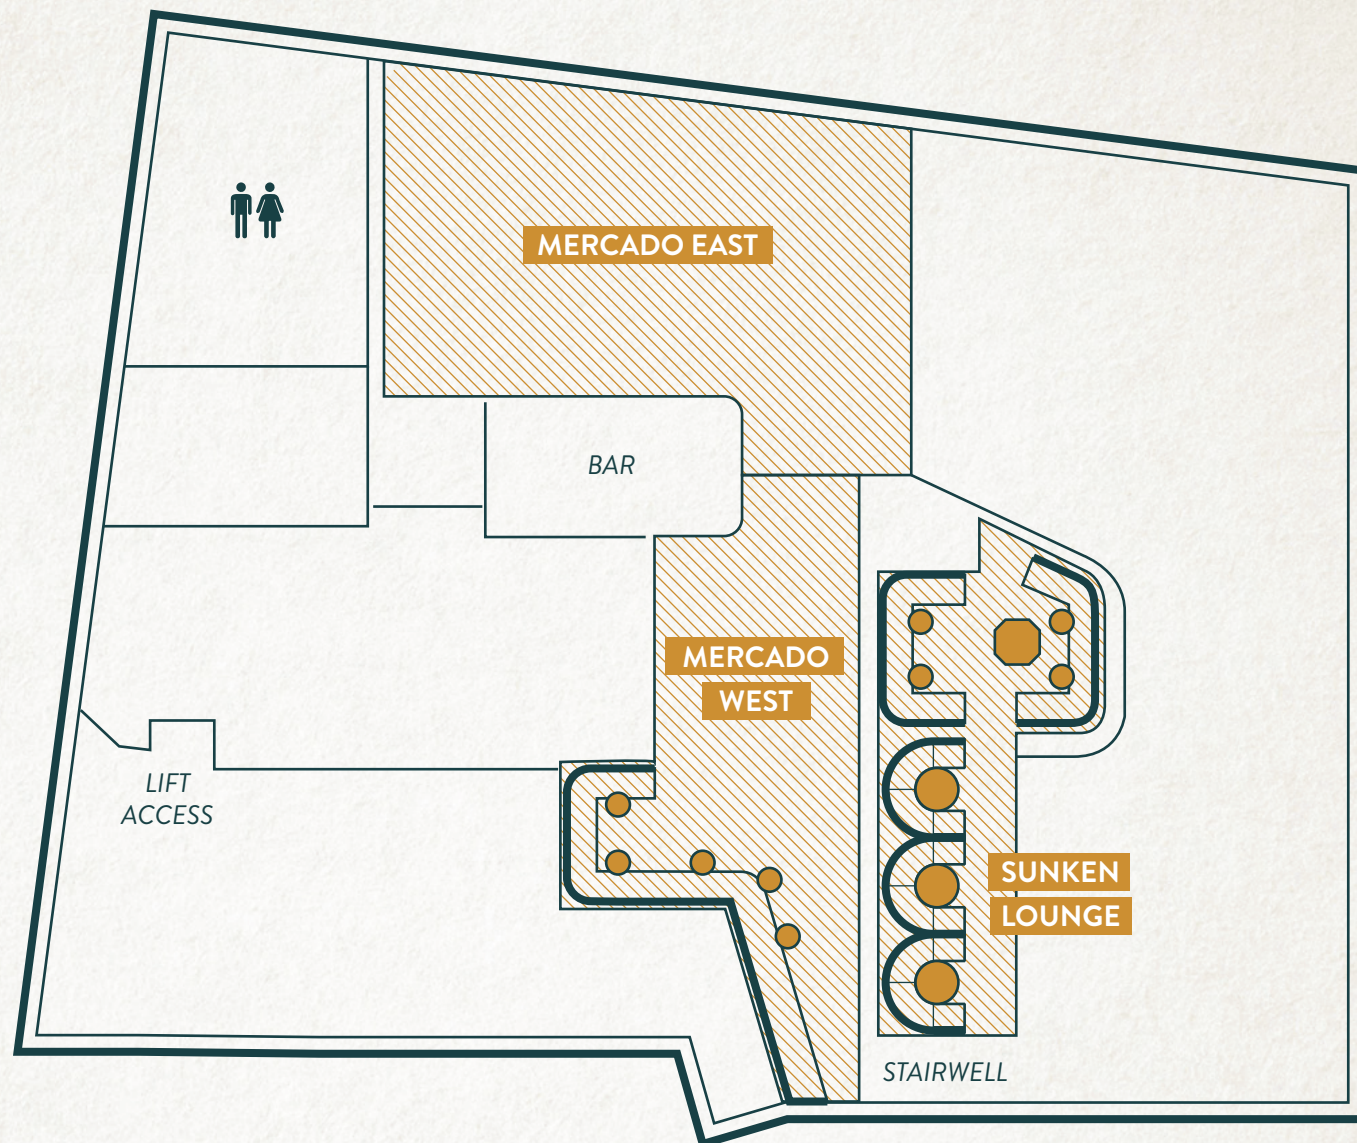 MERCADO EAST
BAR
MERCADO
WEST
LIFT
ACCESS
SUNKEN
LOUNGE
STAIRWELL